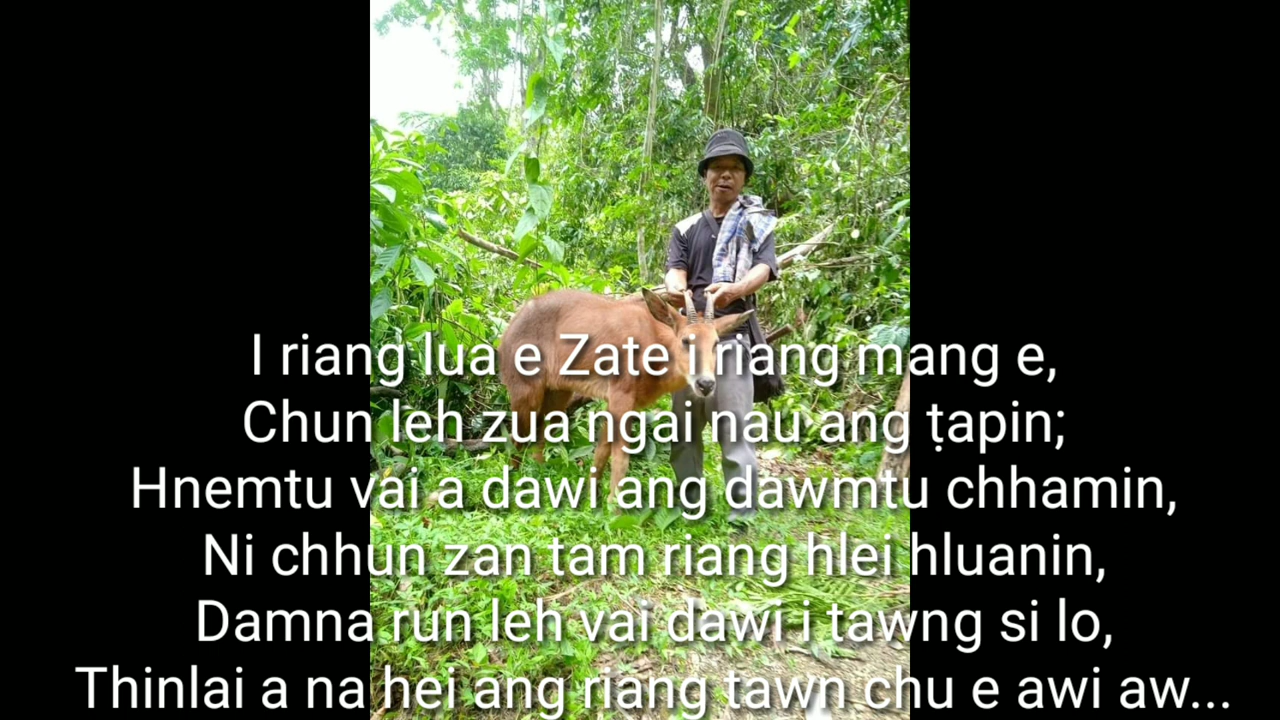 I riang lua e Zate i riang mang e,
Chun leh zua ngai nau ang ṭapin;
Hnemtu vai a dawi ang dawmtu chhamin,
Ni chhun zan tam riang hlei hluanin,
Damna run leh vai dawi i tawng si lo,
Thinlai a na hei ang riang tawn chu e awi aw...